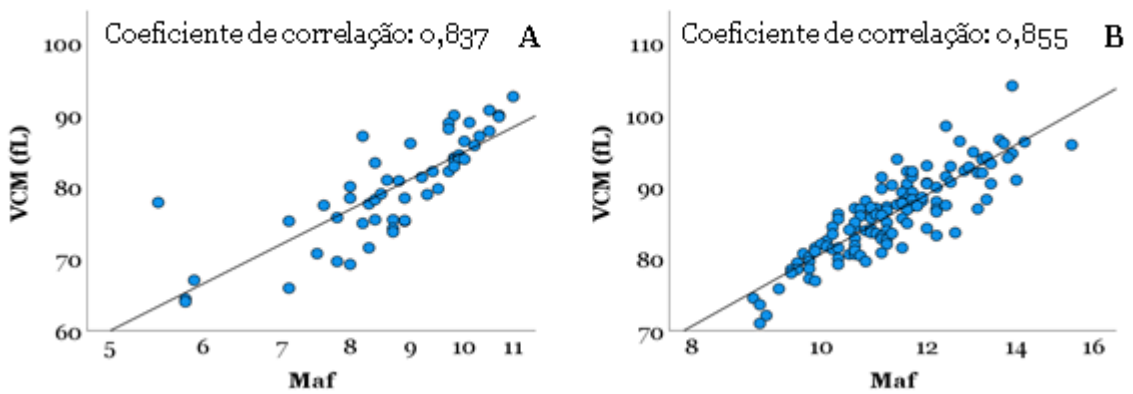 Coeficiente de correlação: 0,837 A
100
90
80
70
60
VCM (fL)
5 6 7 8 9 10 11
Maf
Coeficiente de correlação: 0,855 B
110
100
90
80
70
VCM (fL)
8 10 12 14 16
Maf